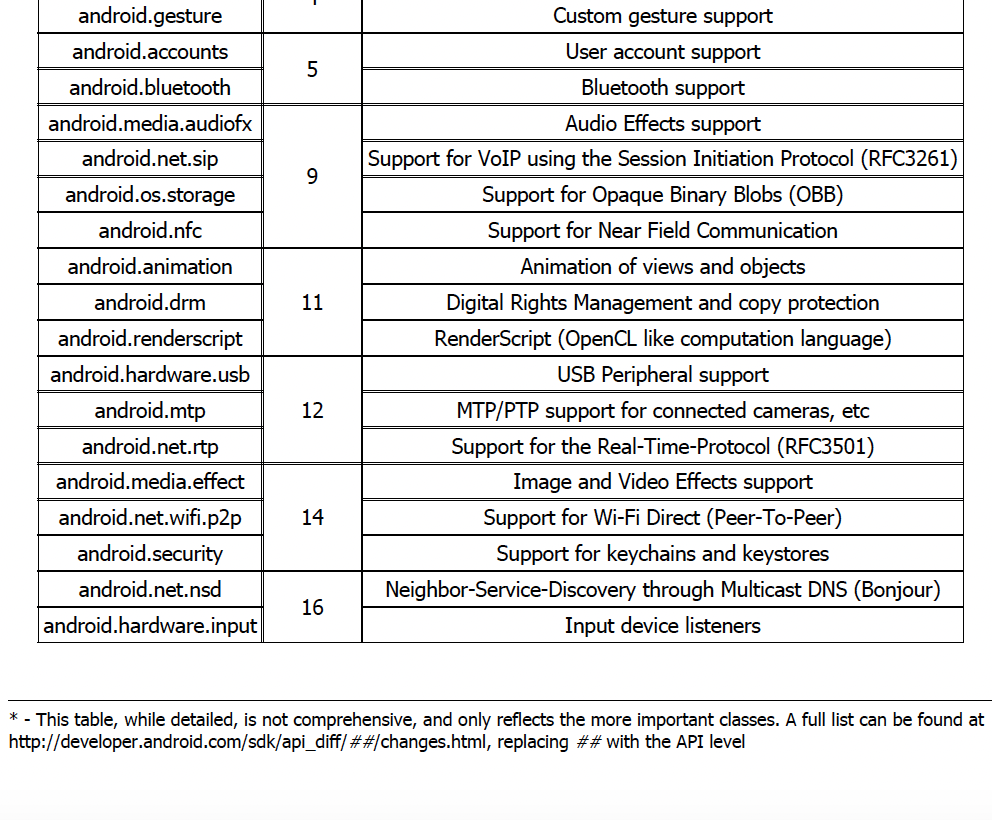 android.gesture Custom gesture support
android.accounts 5 User account support
android.bluetooth Bluetooth support
android.media.audiofx 9 Audio Effects support
android.net.sip Support for VoIP using the Session Initiation Protocol (RFC3261)
android.os.storage Support for Opaque Binary Blobs (OBB)
android.nfc Support for Near Field Communication
android.animation 11 Animation of views and objects
android.drm Digital Rights Management and copy protection
android.renderscript RenderScript (OpenCL like computation language)
android.hardware.usb 12 USB Peripheral support
android.mtp MTP/PTP support for connected cameras, etc
android.net.rtp Support for the Real-Time-Protocol (RFC3501)
android.media.effect 14 Image and Video Effects support
android.net.wifi.p2p Support for Wi-Fi Direct (Peer-To-Peer)
android.security Support for keychains and keystores
android.net.nsd 16 Neighbor-Service-Discovery through Multicast DNS (Bonjour)
android.hardware.input Input device listeners
* - This table, while detailed, is not comprehensive, and only reflects the more important classes. A full list can be found at
http://developer.android.com/sdk/api_diff/##/changes.html, replacing ## with the API level